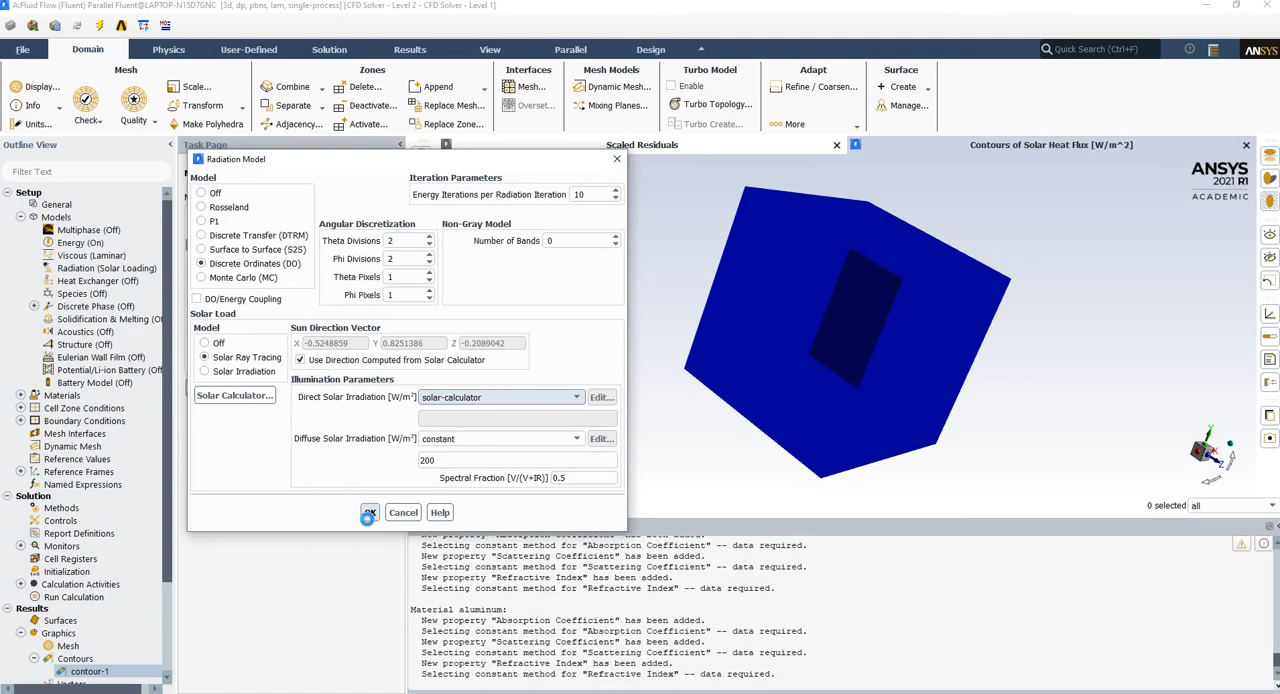 A:Fluid Flow (Fluent) Parallel Fluent@LAPTOP-N15D7GNC [3d, dp, pbns, lam, single-process] [CFD Solver - Level 2 - CFD Solver - Level 1]
File Domain Physics User-Defined Solution Results View Parallel Design Quick Search (Ctrl+F) ANSYS
Mesh Zones Interfaces Mesh Models Turbo Model Adapt Surface
Display... Scale... Combine Delete... Append Mesh... Dynamic Mesh... Enable Refine / Coarsen... Create
Info Check Quality Transform Separate Deactivate... Replace Mesh... Overset... Mixing Planes... Turbo Topology... Manage...
Units... Make Polyhedra Adjacency... Activate... Replace Zone... Turbo Create... More
Outline View
Filter Text
Setup
General
Models
Multiphase (Off)
Energy (On)
Viscous (Laminar)
Radiation (Solar Loading)
Heat Exchanger (Off)
Species (Off)
Discrete Phase (Off)
Solidification & Melting (Off)
Acoustics (Off)
Structure (Off)
Eulerian Wall Film (Off)
Potential/Li-ion Battery (Off)
Battery Model (Off)
Materials
Cell Zone Conditions
Boundary Conditions
Mesh Interfaces
Dynamic Mesh
Reference Values
Reference Frames
Named Expressions
Solution
Methods
Controls
Report Definitions
Monitors
Cell Registers
Initialization
Calculation Activities
Run Calculation
Results
Surfaces
Graphics
Mesh
Contours
contour-1
Task Page
Radiation Model
Model
Off
Rosseland
P1
Discrete Transfer (DTRM)
Surface to Surface (S2S)
Discrete Ordinates (DO)
Monte Carlo (MC)
DO/Energy Coupling
Iteration Parameters
Energy Iterations per Radiation Iteration 10
Angular Discretization
Theta Divisions 2
Phi Divisions 2
Theta Pixels 1
Phi Pixels 1
Non-Gray Model
Number of Bands 0
Solar Load
Model
Off
Solar Ray Tracing
Solar Irradiation
Solar Calculator...
Sun Direction Vector
X -0.5248859 Y 0.8251386 Z -0.2089042
Use Direction Computed from Solar Calculator
Illumination Parameters
Direct Solar Irradiation [W/m²] solar-calculator Edit...
Diffuse Solar Irradiation [W/m²] constant Edit...
200
Spectral Fraction [V/(V+IR)] 0.5
OK Cancel Help
Scaled Residuals
Contours of Solar Heat Flux [W/m^2]
ANSYS
2021 R1
ACADEMIC
Y
X
Z
0 selected all
Selecting constant method for "Absorption Coefficient" -- data required.
New property "Scattering Coefficient" has been added.
Selecting constant method for "Scattering Coefficient" -- data required.
New property "Refractive Index" has been added.
Selecting constant method for "Refractive Index" -- data required.
Material aluminum:
New property "Absorption Coefficient" has been added.
Selecting constant method for "Absorption Coefficient" -- data required.
New property "Scattering Coefficient" has been added.
Selecting constant method for "Scattering Coefficient" -- data required.
New property "Refractive Index" has been added.
Selecting constant method for "Refractive Index" -- data required.